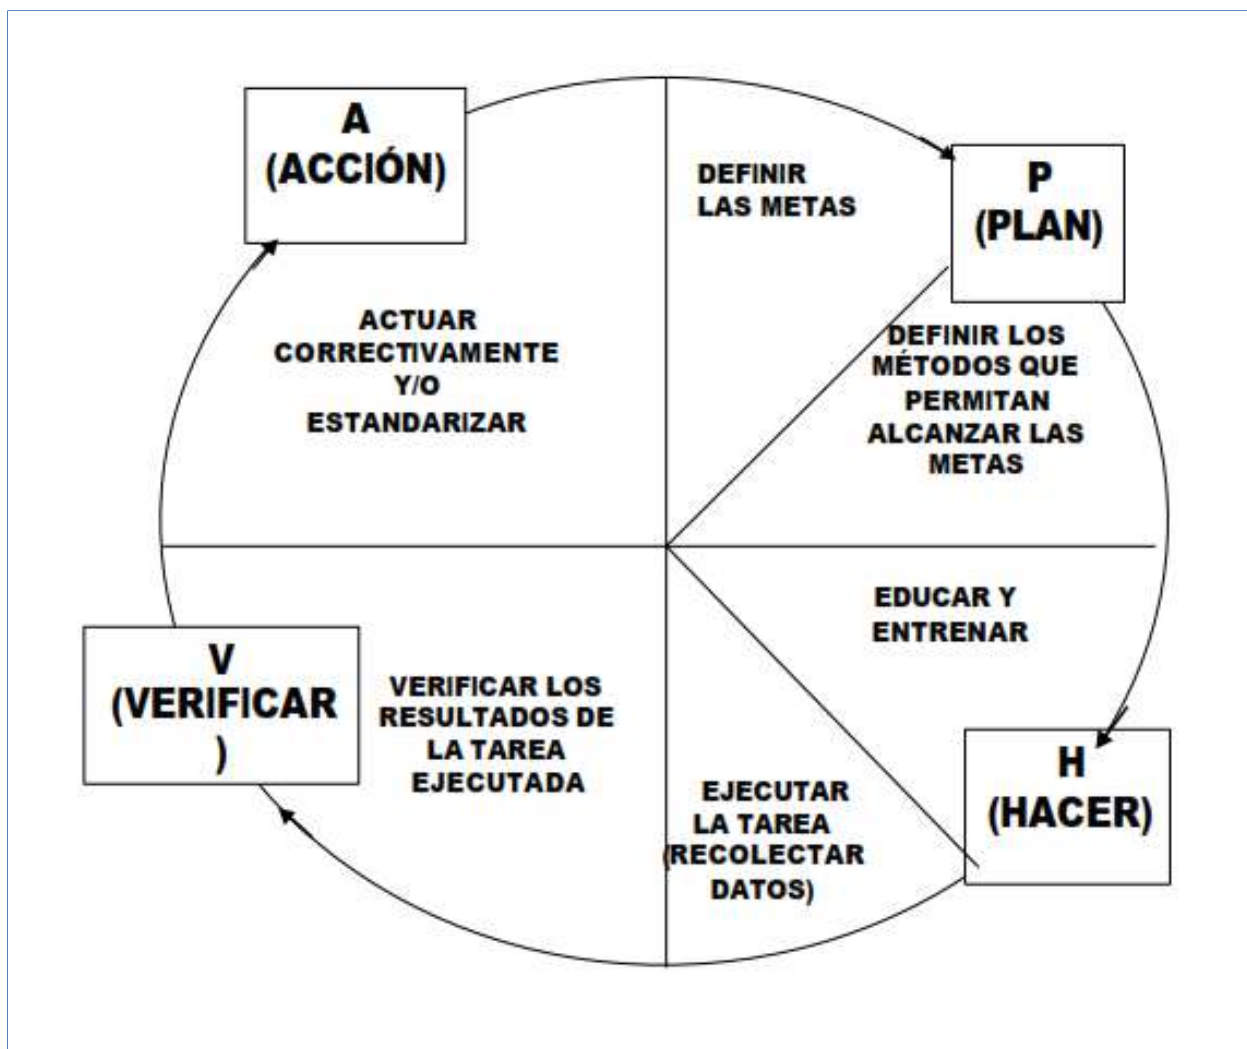 A
(ACCIÓN)
DEFINIR
LAS METAS
P
(PLAN)
ACTUAR
CORRECTIVAMENTE
Y/O
ESTANDARIZAR
DEFINIR LOS
MÉTODOS QUE
PERMITAN
ALCANZAR LAS
METAS
EDUCAR Y
ENTRENAR
V
(VERIFICAR
)
VERIFICAR LOS
RESULTADOS DE
LA TAREA
EJECUTADA
EJECUTAR
LA TAREA
(RECOLECTAR
DATOS)
H
(HACER)